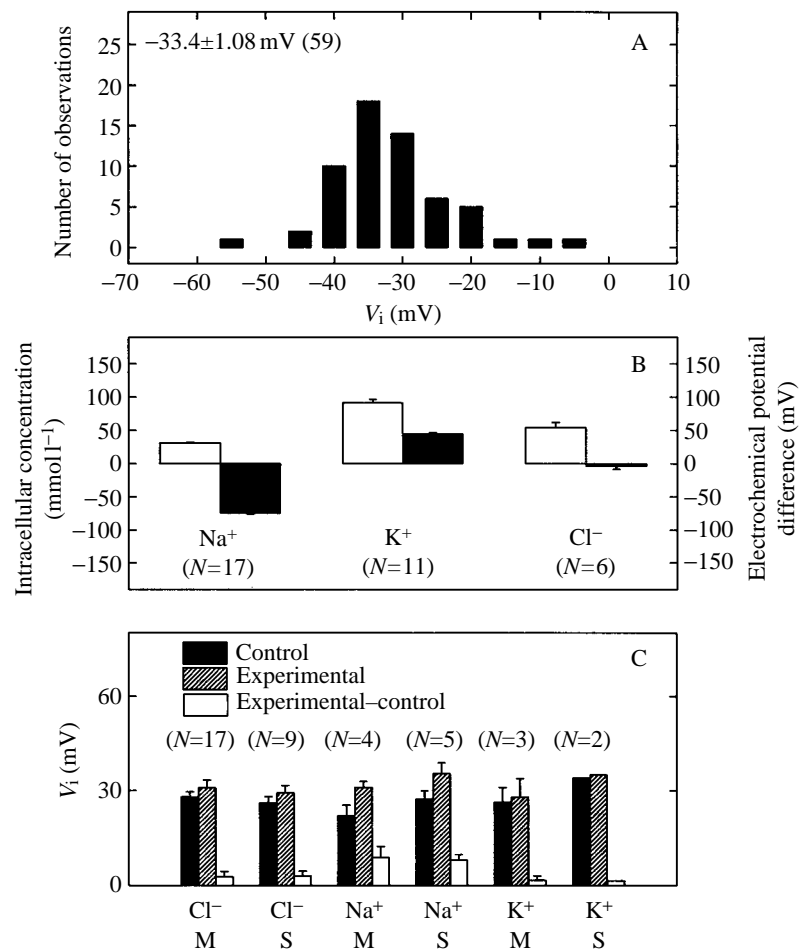 −33.4±1.08 mV (59)
A
Number of observations
25
20
15
10
5
0
−70 −60 −50 −40 −30 −20 −10 0 10
Vi (mV)
B
Intracellular concentration
(mmol l−1)
150
100
50
0
−50
−100
−150
Na+ K+ Cl−
(N=17) (N=11) (N=6)
150
100
50
0
−50
−100
−150
Electrochemical potential
difference (mV)
C
Control
Experimental
Experimental–control
Vi (mV)
60
30
0
(N=17) (N=9) (N=4) (N=5) (N=3) (N=2)
Cl− Cl− Na+ Na+ K+ K+
M S M S M S